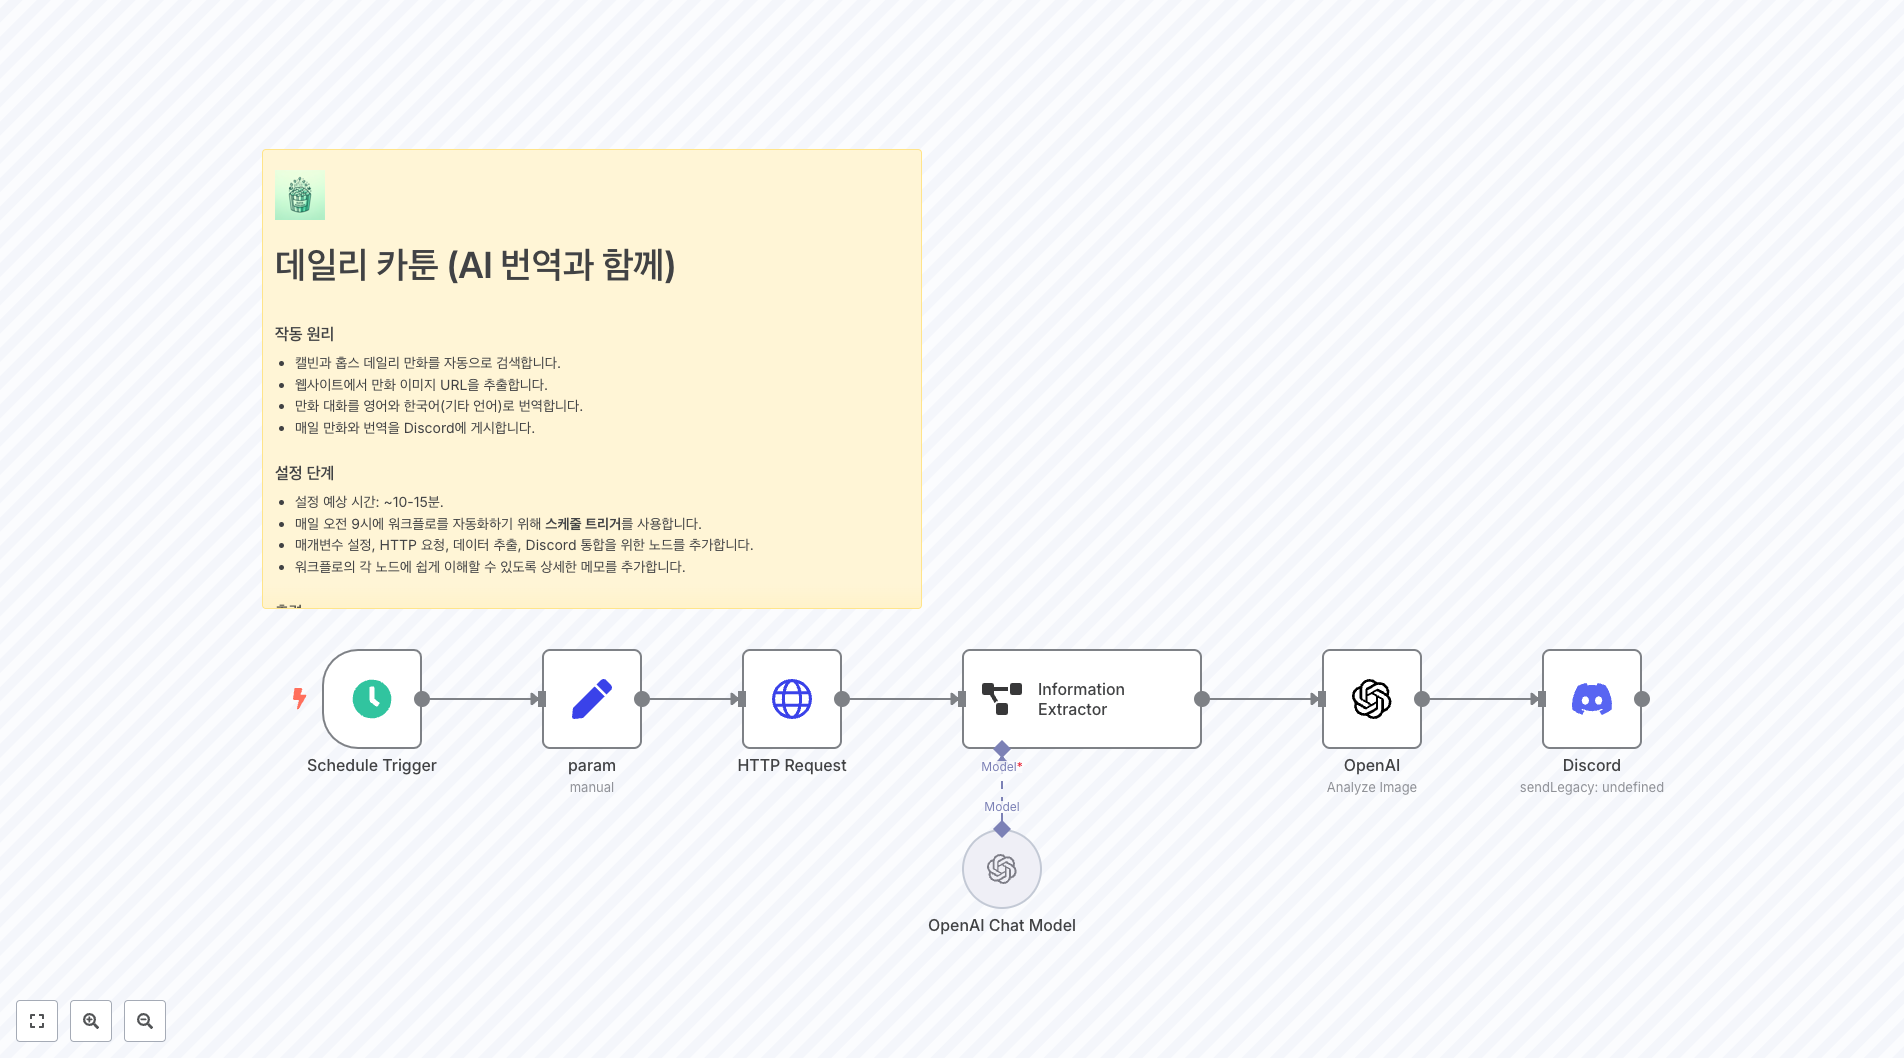 데일리 카툰 (AI 번역과 함께)
작동 원리
캘빈과 홉스 데일리 만화를 자동으로 검색합니다.
웹사이트에서 만화 이미지 URL을 추출합니다.
만화 대화를 영어와 한국어(기타 언어)로 번역합니다.
매일 만화와 번역을 Discord에 게시합니다.
설정 단계
설정 예상 시간: ~10-15분.
매일 오전 9시에 워크플로를 자동화하기 위해 스케줄 트리거를 사용합니다.
매개변수 설정, HTTP 요청, 데이터 추출, Discord 통합을 위한 노드를 추가합니다.
워크플로의 각 노드에 쉽게 이해할 수 있도록 상세한 메모를 추가합니다.
Information
Extractor
Schedule Trigger
param
manual
HTTP Request
Model*
Model
OpenAI Chat Model
OpenAI
Analyze Image
Discord
sendLegacy: undefined